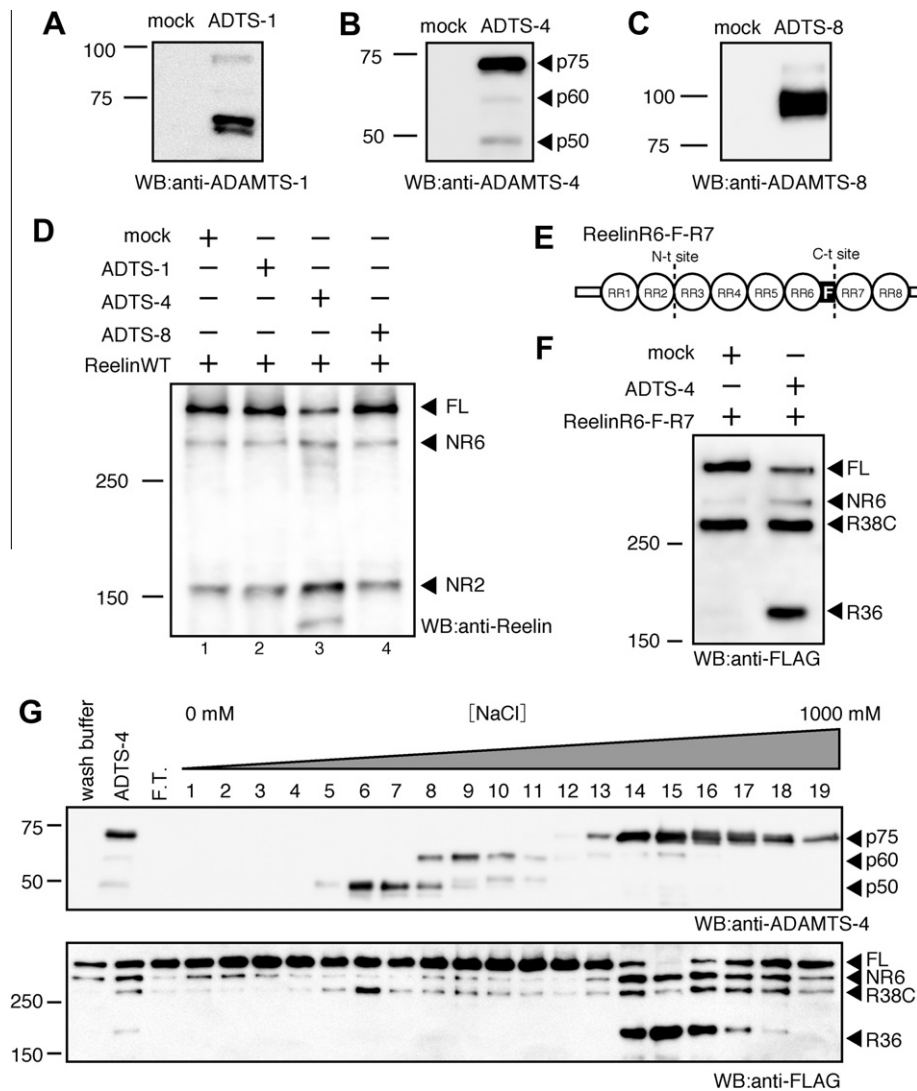 A
mock ADTS-1
100
75
WB:anti-ADAMTS-1
B
mock ADTS-4
75
50
p75
p60
p50
WB:anti-ADAMTS-4
C
mock ADTS-8
100
75
WB:anti-ADAMTS-8
D
mock + − − −
ADTS-1 − + − −
ADTS-4 − − + −
ADTS-8 − − − +
ReelinWT + + + +
250
150
FL
NR6
NR2
WB:anti-Reelin
1 2 3 4
E
ReelinR6-F-R7
N-t site C-t site
RR1 RR2 RR3 RR4 RR5 RR6 F RR7 RR8
F
mock + −
ADTS-4 − +
ReelinR6-F-R7 + +
250
150
FL
NR6
R38C
R36
WB:anti-FLAG
G
0 mM [NaCl] 1000 mM
wash buffer
ADTS-4
F.T.
1 2 3 4 5 6 7 8 9 10 11 12 13 14 15 16 17 18 19
75
50
p75
p60
p50
WB:anti-ADAMTS-4
250
150
FL
NR6
R38C
R36
WB:anti-FLAG